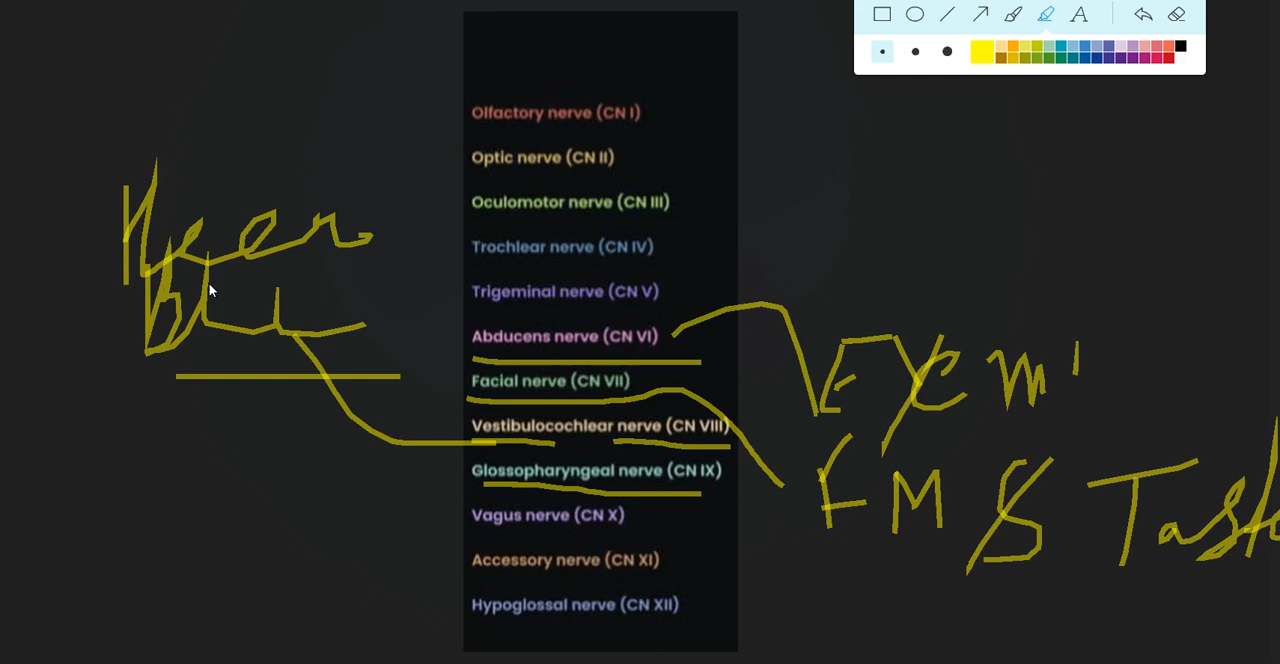 Olfactory nerve (CN I)
Optic nerve (CN II)
Oculomotor nerve (CN III)
Trochlear nerve (CN IV)
Trigeminal nerve (CN V)
Abducens nerve (CN VI)
Facial nerve (CN VII)
Vestibulocochlear nerve (CN VIII)
Glossopharyngeal nerve (CN IX)
Vagus nerve (CN X)
Accessory nerve (CN XI)
Hypoglossal nerve (CN XII)
A
F M S Tast